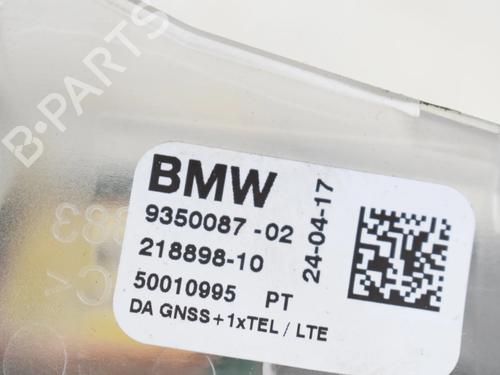 B-PARTS
BMW
9350087-02
218898-10
50010995 PT
DA GNSS+1xTEL / LTE
24-04-17